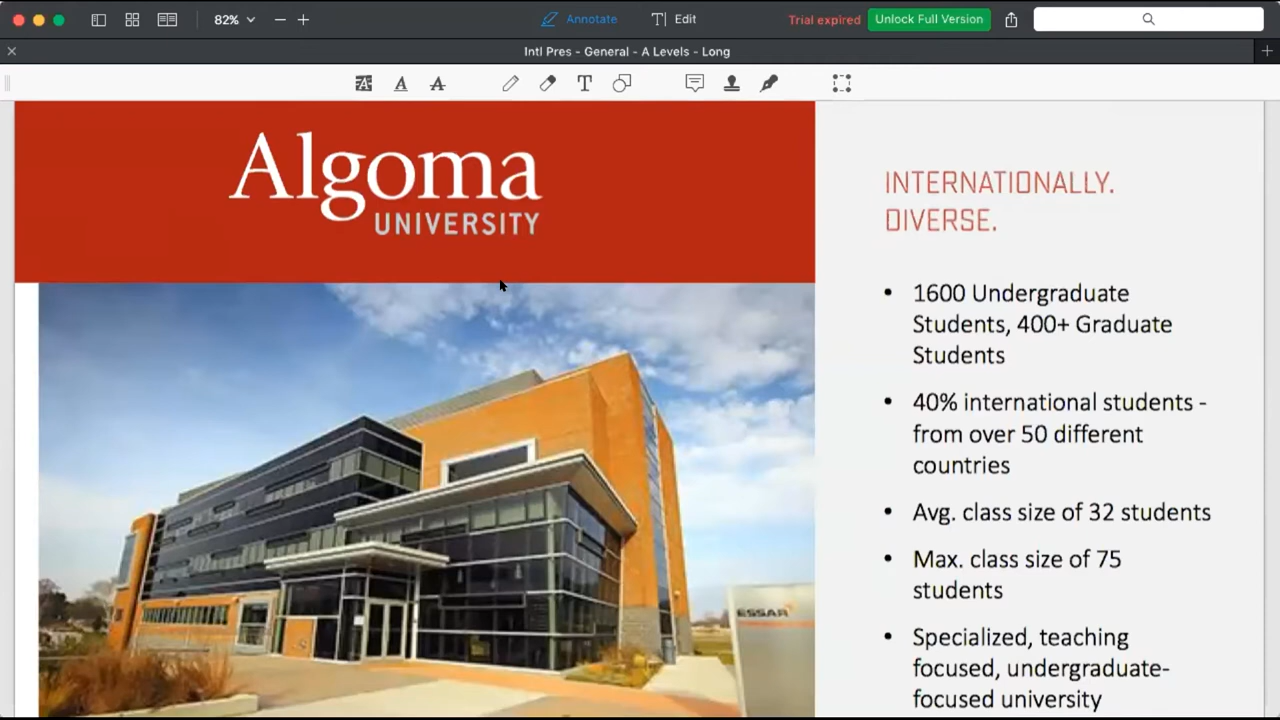 82%
Annotate
Edit
Trial expired
Unlock Full Version
Intl Pres - General - A Levels - Long
Algoma
UNIVERSITY
INTERNATIONALLY.
DIVERSE.
• 1600 Undergraduate
Students, 400+ Graduate
Students
• 40% international students -
from over 50 different
countries
• Avg. class size of 32 students
• Max. class size of 75
students
• Specialized, teaching
focused, undergraduate-
focused university
ESSAR